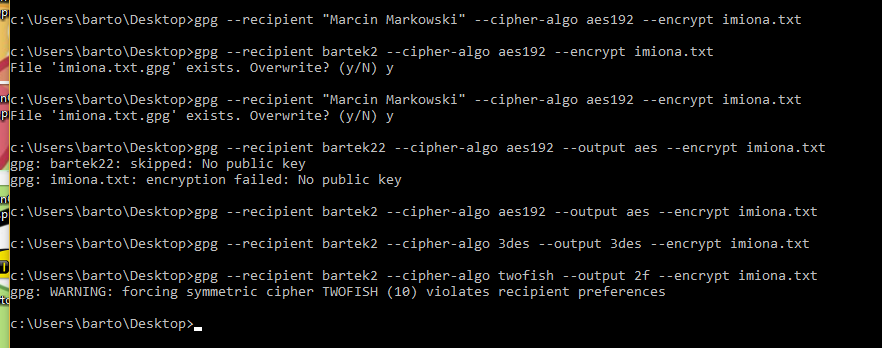 c:\Users\barto\Desktop>gpg --recipient "Marcin Markowski" --cipher-algo aes192 --encrypt imiona.txt
c:\Users\barto\Desktop>gpg --recipient bartek2 --cipher-algo aes192 --encrypt imiona.txt
File 'imiona.txt.gpg' exists. Overwrite? (y/N) y
c:\Users\barto\Desktop>gpg --recipient "Marcin Markowski" --cipher-algo aes192 --encrypt imiona.txt
File 'imiona.txt.gpg' exists. Overwrite? (y/N) y
c:\Users\barto\Desktop>gpg --recipient bartek22 --cipher-algo aes192 --output aes --encrypt imiona.txt
gpg: bartek22: skipped: No public key
gpg: imiona.txt: encryption failed: No public key
c:\Users\barto\Desktop>gpg --recipient bartek2 --cipher-algo aes192 --output aes --encrypt imiona.txt
c:\Users\barto\Desktop>gpg --recipient bartek2 --cipher-algo 3des --output 3des --encrypt imiona.txt
c:\Users\barto\Desktop>gpg --recipient bartek2 --cipher-algo twofish --output 2f --encrypt imiona.txt
gpg: WARNING: forcing symmetric cipher TWOFISH (10) violates recipient preferences
c:\Users\barto\Desktop>